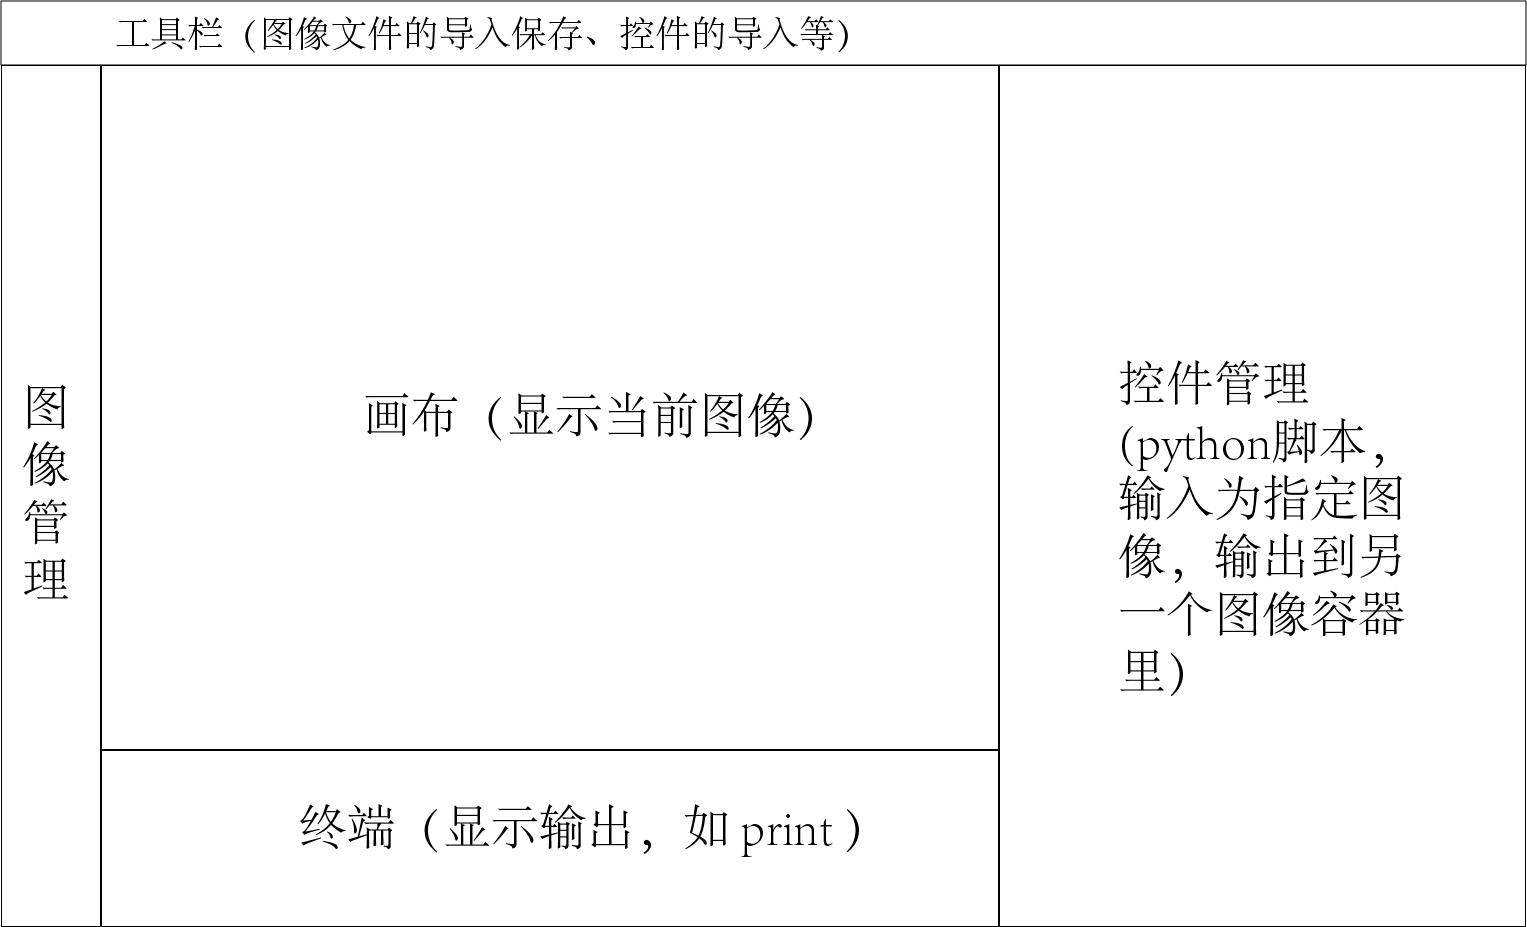 工具栏（图像文件的导入保存、控件的导入等）
图
像
管
理
画布（显示当前图像）
终端（显示输出，如 print ）
控件管理
(python脚本，
输入为指定图
像，输出到另
一个图像容器
里）